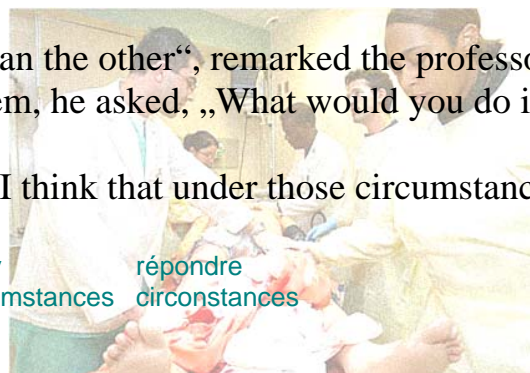 an the other“, remarked the professo
em, he asked, „What would you do i
I think that under those circumstanc
répondre
mstances circonstances